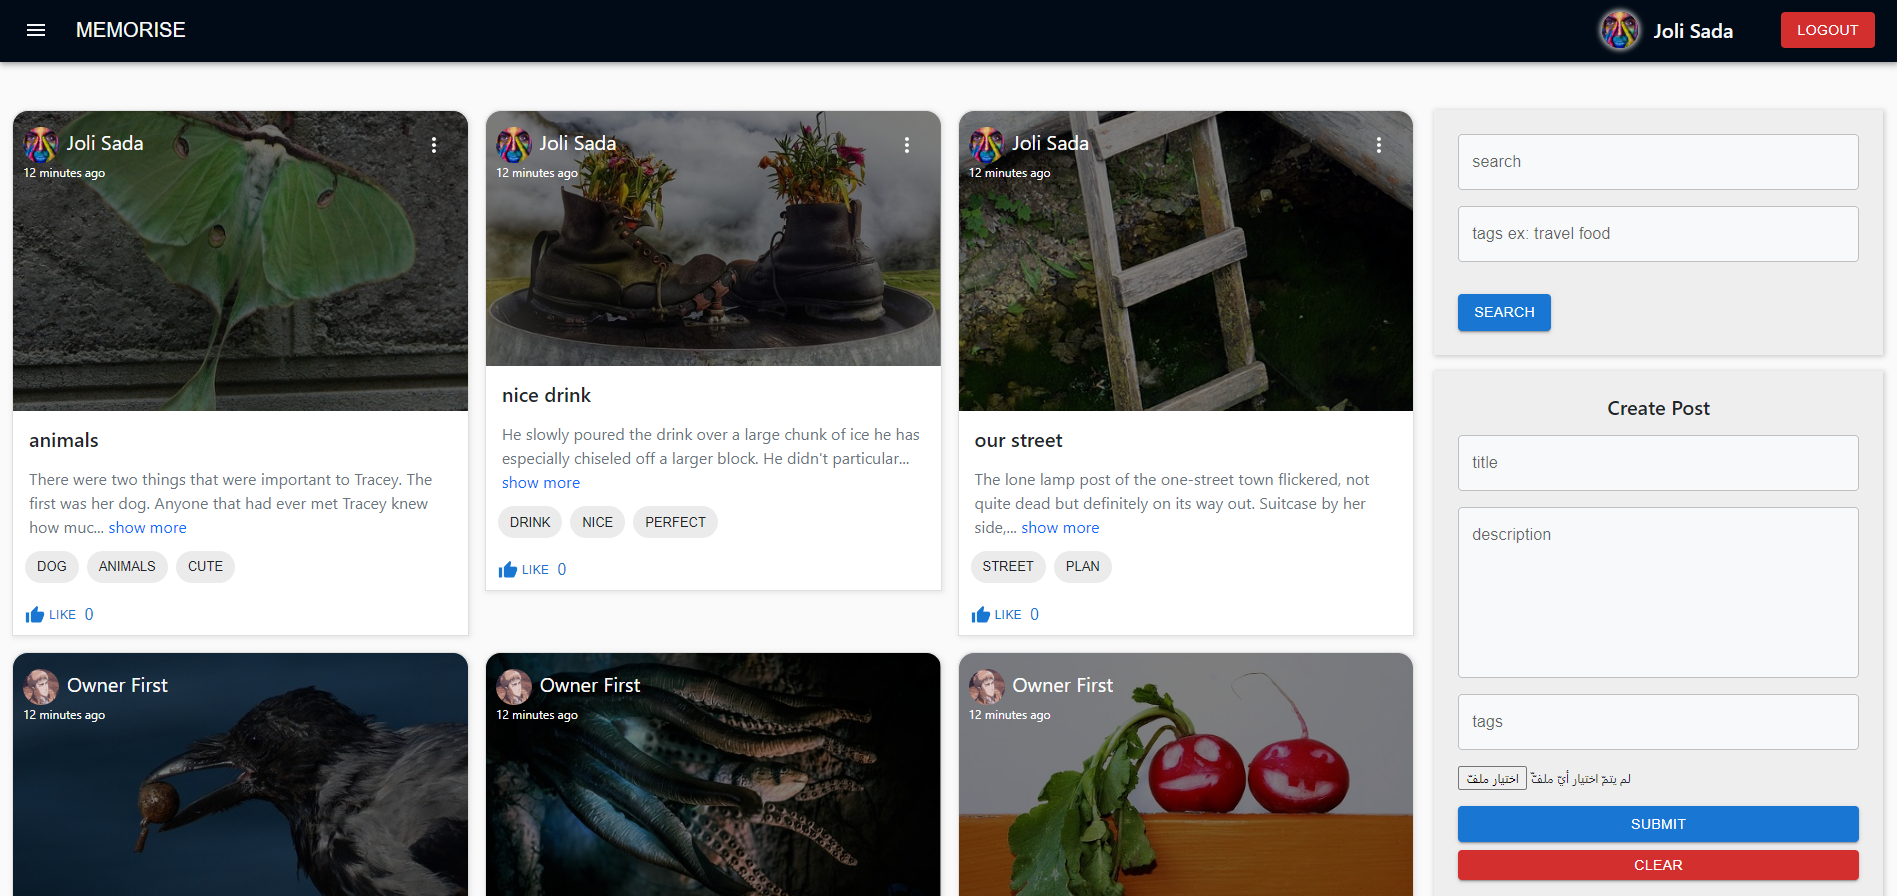 MEMORISE
Joli Sada
LOGOUT
Joli Sada
12 minutes ago
animals
There were two things that were important to Tracey. The
first was her dog. Anyone that had ever met Tracey knew
how muc... show more
DOG ANIMALS CUTE
LIKE 0
Joli Sada
12 minutes ago
nice drink
He slowly poured the drink over a large chunk of ice he has
especially chiseled off a larger block. He didn't particular...
show more
DRINK NICE PERFECT
LIKE 0
Joli Sada
12 minutes ago
our street
The lone lamp post of the one-street town flickered, not
quite dead but definitely on its way out. Suitcase by her
side,... show more
STREET PLAN
LIKE 0
Owner First
12 minutes ago
Owner First
12 minutes ago
Owner First
12 minutes ago
search
tags ex: travel food
SEARCH
Create Post
title
description
tags
اختيار ملفّ لم يتمّ اختيار أيّ ملفّ
SUBMIT
CLEAR